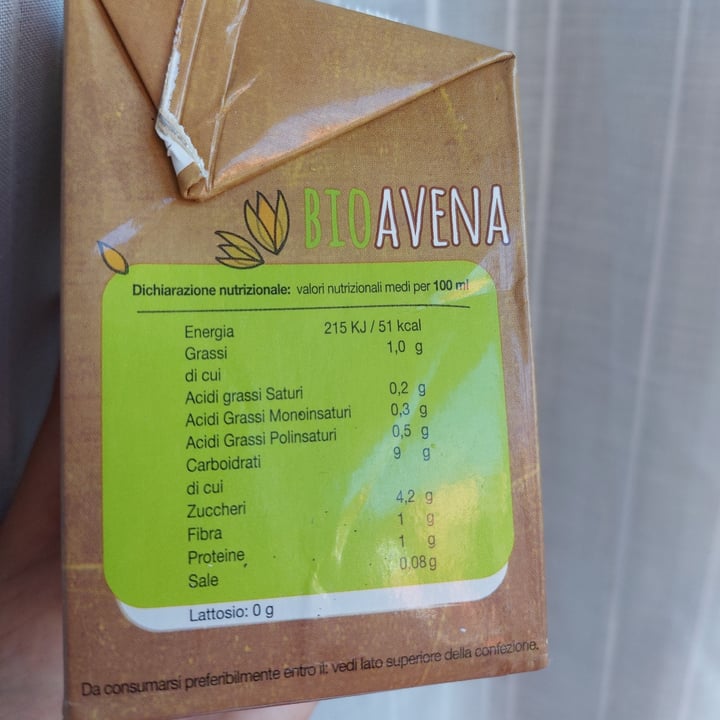 BIOAVENA
Dichiarazione nutrizionale: valori nutrizionali medi per 100 ml
Energia 215 KJ / 51 kcal
Grassi 1,0 g
di cui
Acidi grassi Saturi 0,2 g
Acidi Grassi Monoinsaturi 0,3 g
Acidi Grassi Polinsaturi 0,5 g
Carboidrati 9 g
di cui
Zuccheri 4,2 g
Fibra 1 g
Proteine 1 g
Sale 0,08 g
Lattosio: 0 g
Da consumarsi preferibilmente entro il: vedi lato superiore della confezione.